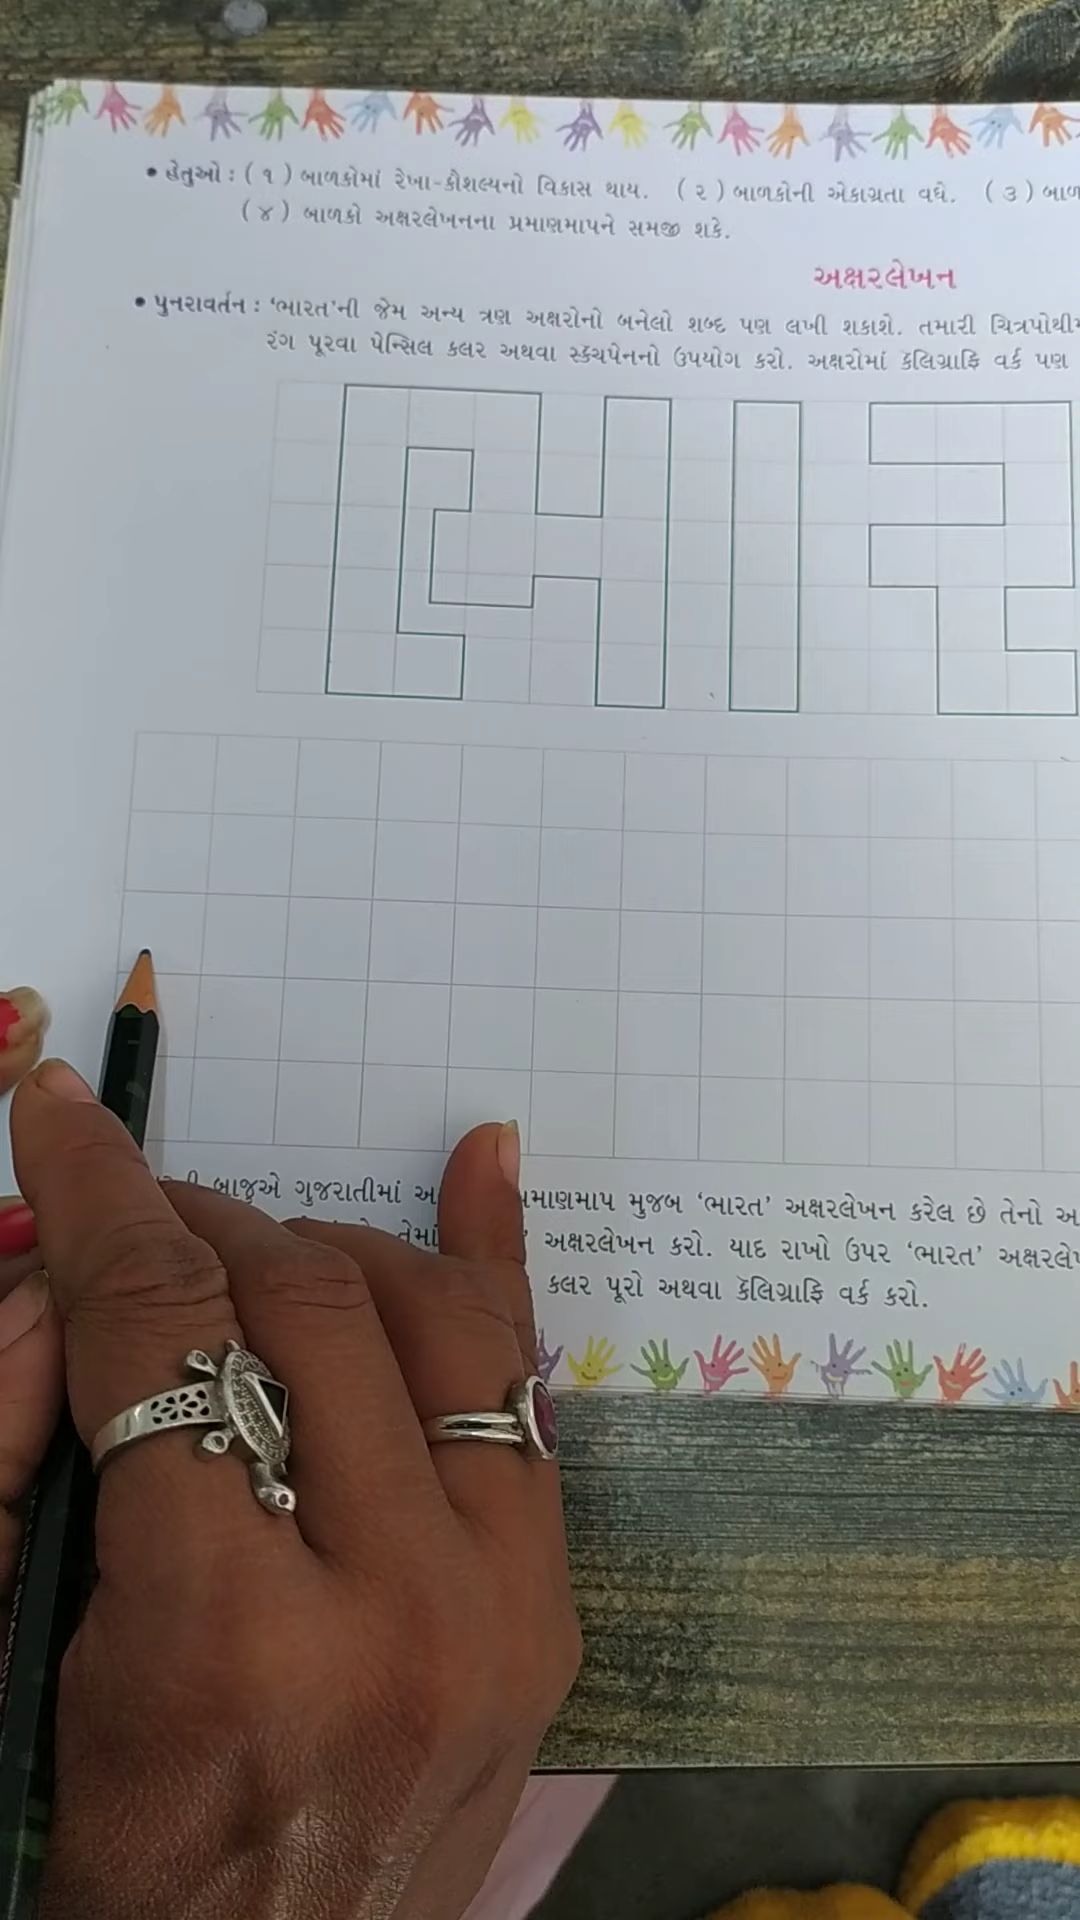 • હેતુઓ : ( ૧ ) બાળકોમાં રેખા-કૌશલ્યનો વિકાસ થાય. ( ૨ ) બાળકોની એકાગ્રતા વધે. ( ૩ )
( ૪ ) બાળકો અક્ષરલેખનના પ્રમાણમાપને સમજી શકે.
અક્ષરલેખન
• પુનરાવર્તન : ‘ભારત’ની જેમ અન્ય ત્રણ અક્ષરોનો બનેલો શબ્દ પણ લખી શકાશે. તમારી
રંગ પૂરવા પેન્સિલ કલર અથવા સ્કૅચપેનનો ઉપયોગ કરો. અક્ષરોમાં કૅલિગ્રાફિ વર્ક પણ
ભાર
બાજુએ ગુજરાતીમાં પ્રમાણમાપ મુજબ ‘ભારત’ અક્ષરલેખન કરેલ છે તેનો
અક્ષરલેખન કરો. યાદ રાખો ઉપર ‘ભારત’
કલર પૂરો અથવા કૅલિગ્રાફિ વર્ક કરો.